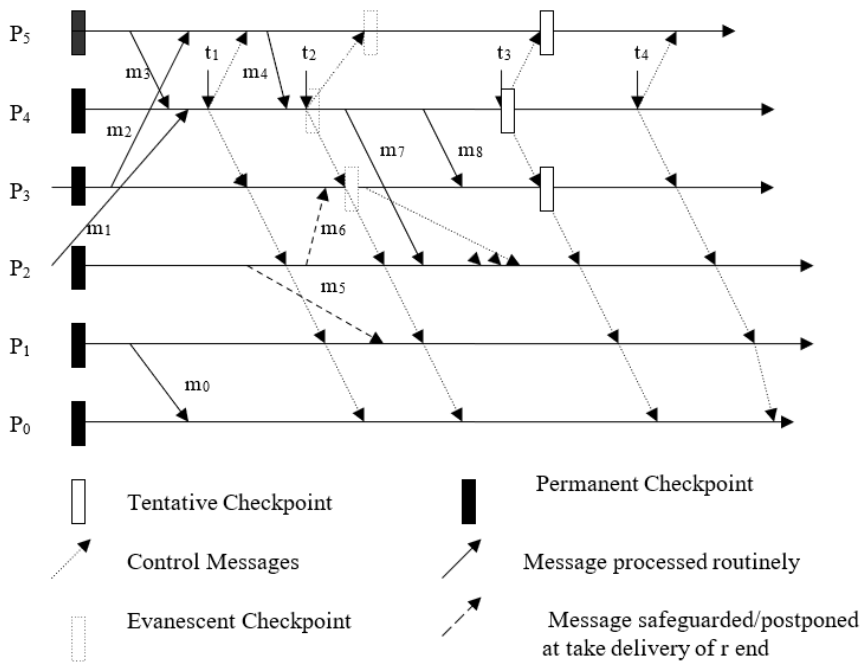 P5
t1
t2
t3
t4
m3
m4
P4
m2
m7
m8
P3
m1
m6
P2
m5
P1
m0
P0
Tentative Checkpoint
Permanent Checkpoint
Control Messages
Message processed routinely
Evanescent Checkpoint
Message safeguarded/postponed
at take delivery of r end